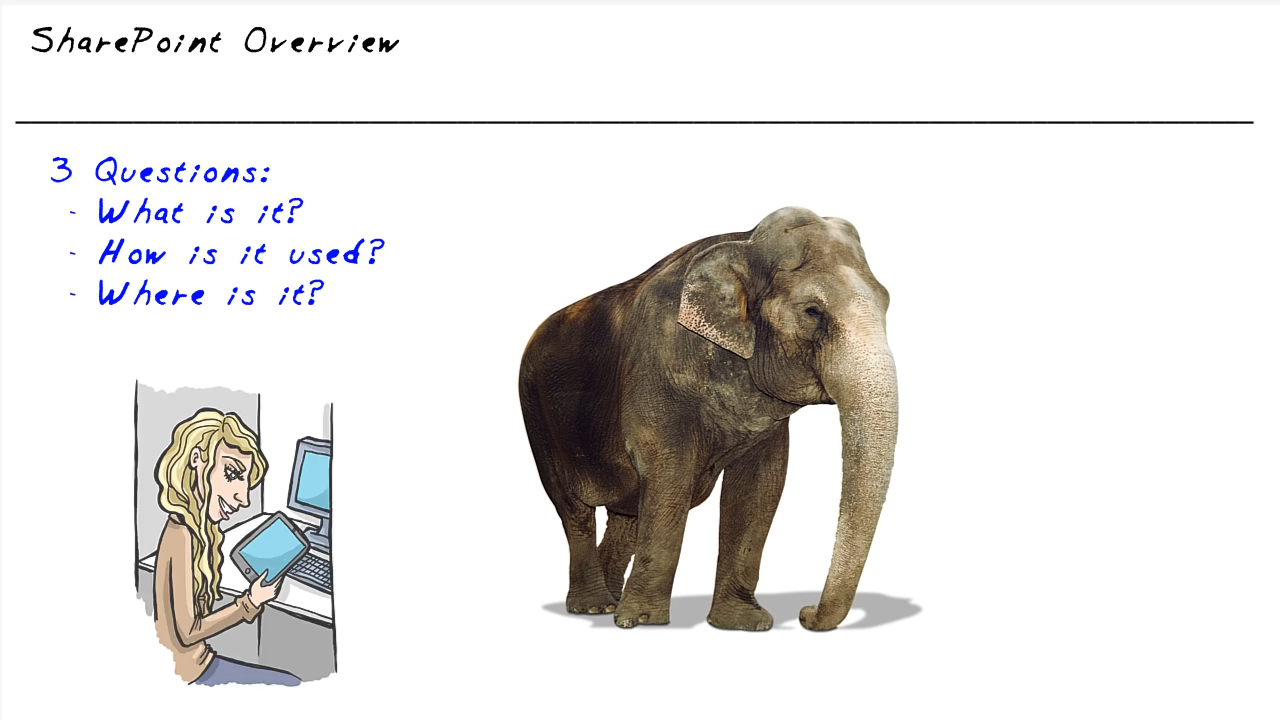 SharePoint Overview
3 Questions:
- What is it?
- How is it used?
- Where is it?